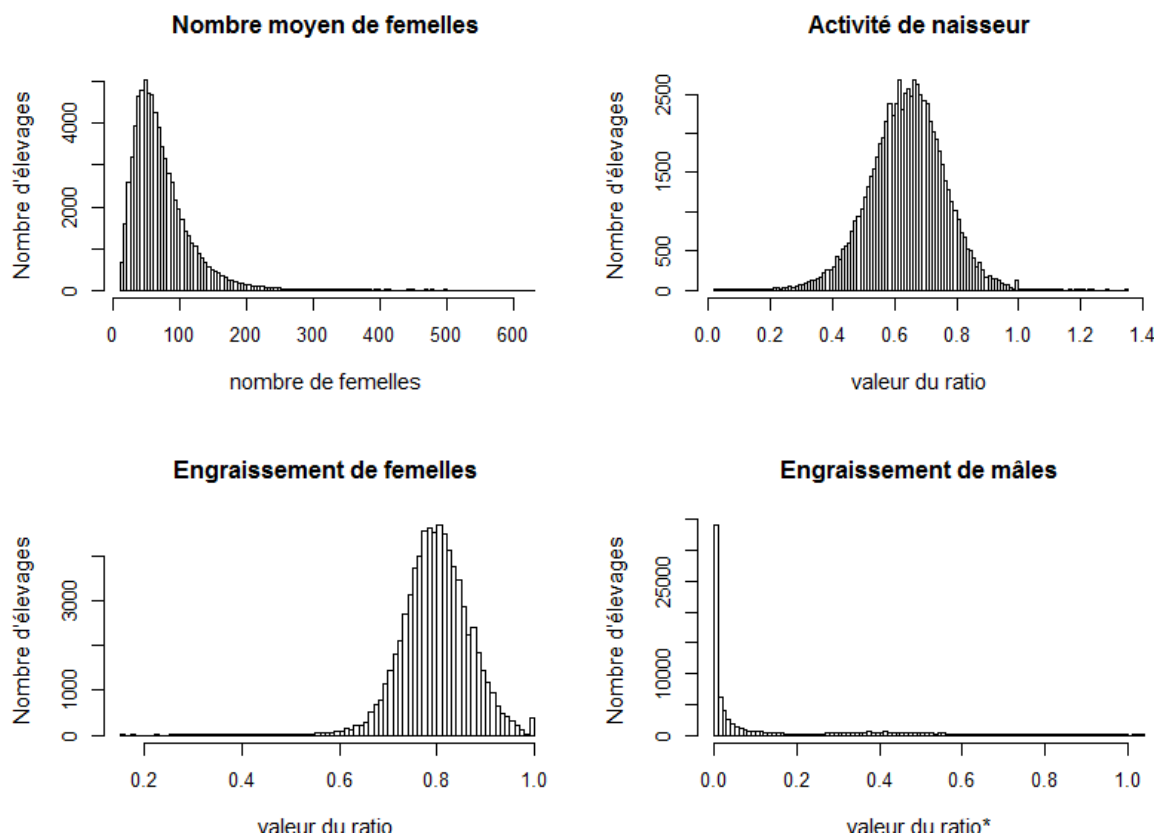 Nombre moyen de femelles
Nombre d'élevages
0 2000 4000
0 100 200 300 400 500 600
nombre de femelles
Activité de naisseur
Nombre d'élevages
0 500 1500 2500
0.0 0.2 0.4 0.6 0.8 1.0 1.2 1.4
valeur du ratio
Engraissement de femelles
Nombre d'élevages
0 1000 3000
0.2 0.4 0.6 0.8 1.0
valeur du ratio
Engraissement de mâles
Nombre d'élevages
0 10000 25000
0.0 0.2 0.4 0.6 0.8 1.0
valeur du ratio*